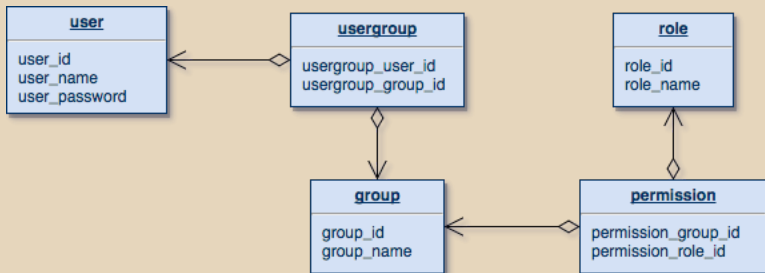 user
user_id
user_name
user_password
usergroup
usergroup_user_id
usergroup_group_id
role
role_id
role_name
group
group_id
group_name
permission
permission_group_id
permission_role_id